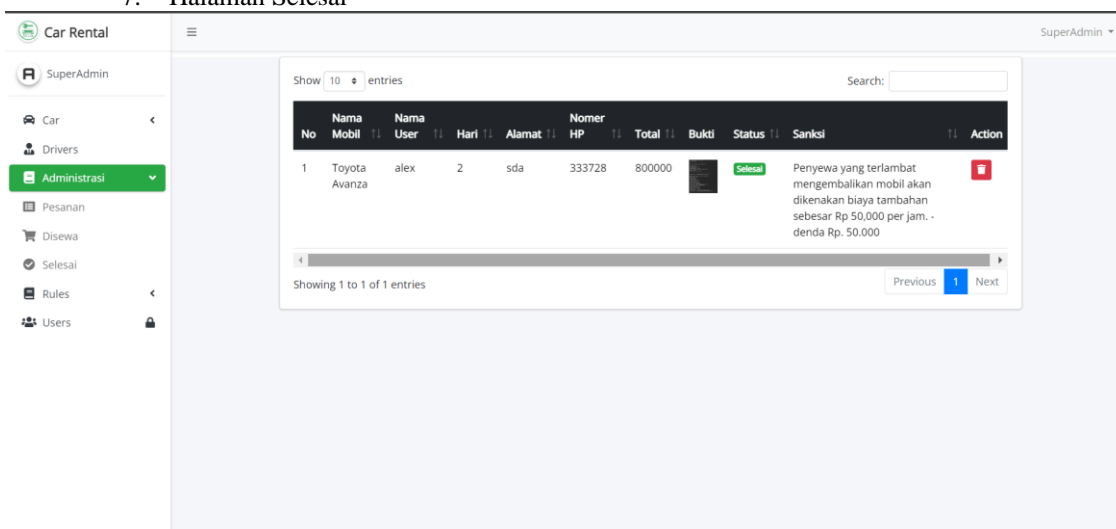 7. Halaman Selesai
Car Rental
SuperAdmin
SuperAdmin
Car
Drivers
Administrasi
Pesanan
Disewa
Selesai
Rules
Users
Show 10 entries
Search:
No Nama Mobil Nama User Hari Alamat Nomer HP Total Bukti Status Sanksi Action
1 Toyota Avanza alex 2 sda 333728 800000 Selesai
Penyewa yang terlambat
mengembalikan mobil akan
dikenakan biaya tambahan
sebesar Rp 50,000 per jam. -
denda Rp. 50.000
Showing 1 to 1 of 1 entries
Previous 1 Next